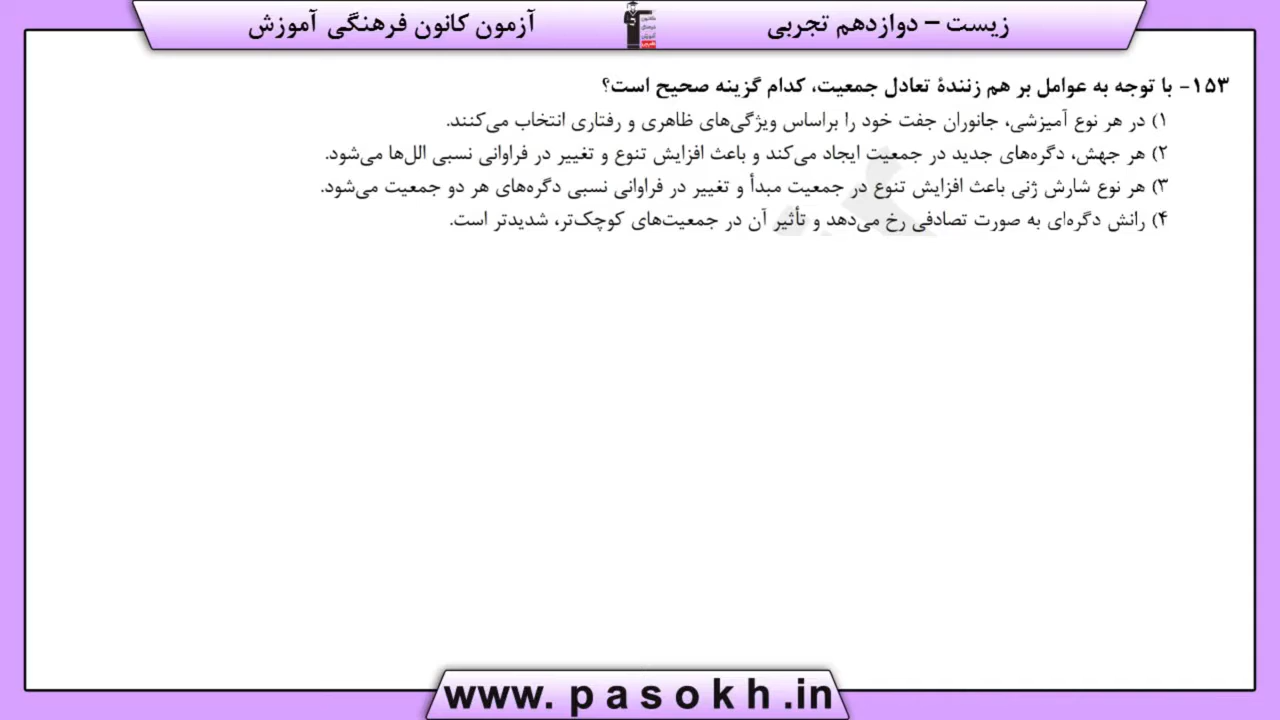 زیست – دوازدهم تجربی
آزمون کانون فرهنگی آموزش
۱۵۳- با توجه به عوامل بر هم زنندۀ تعادل جمعیت، کدام گزینه صحیح است؟
۱) در هر نوع آمیزشی، جانوران جفت خود را براساس ویژگی‌های ظاهری و رفتاری انتخاب می‌کنند.
۲) هر جهش، دگره‌های جدید در جمعیت ایجاد می‌کند و باعث افزایش تنوع و تغییر در فراوانی نسبی الل‌ها می‌شود.
۳) هر نوع شارش ژنی باعث افزایش تنوع در جمعیت مبدأ و تغییر در فراوانی نسبی دگره‌های هر دو جمعیت می‌شود.
۴) رانش دگره‌ای به صورت تصادفی رخ می‌دهد و تأثیر آن در جمعیت‌های کوچک‌تر، شدیدتر است.
www. p a s o k h .in